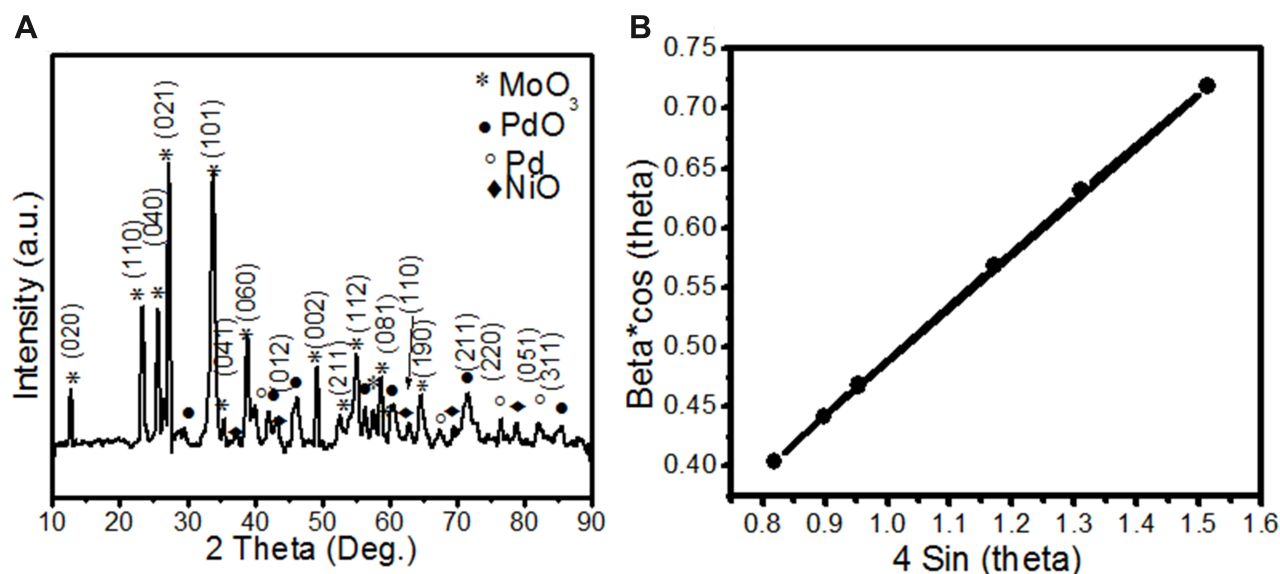 A
Intensity (a.u.)
* MoO3
● PdO
○ Pd
◆ NiO
* (020)
* (110)
* (040)
* (021)
* (101)
* (041)
* (060)
(012)
* (002)
(211)
* (112)
* (081)
(110)
* (190)
(211)
(220)
(051)
(311)
10 20 30 40 50 60 70 80 90
2 Theta (Deg.)
B
Beta*cos (theta)
0.75
0.70
0.65
0.60
0.55
0.50
0.45
0.40
0.8 0.9 1.0 1.2 1.3 1.4 1.5 1.6
4 Sin (theta)